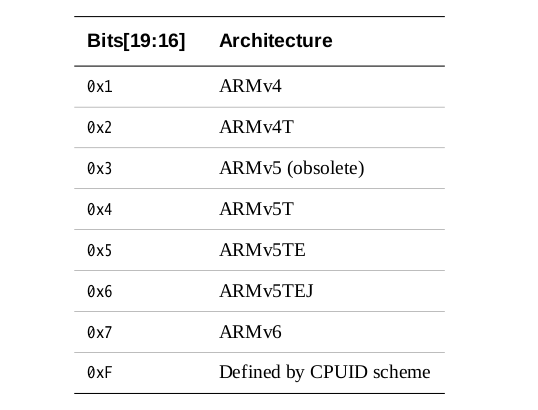 Bits[19:16] Architecture
0x1 ARMv4
0x2 ARMv4T
0x3 ARMv5 (obsolete)
0x4 ARMv5T
0x5 ARMv5TE
0x6 ARMv5TEJ
0x7 ARMv6
0xF Defined by CPUID scheme